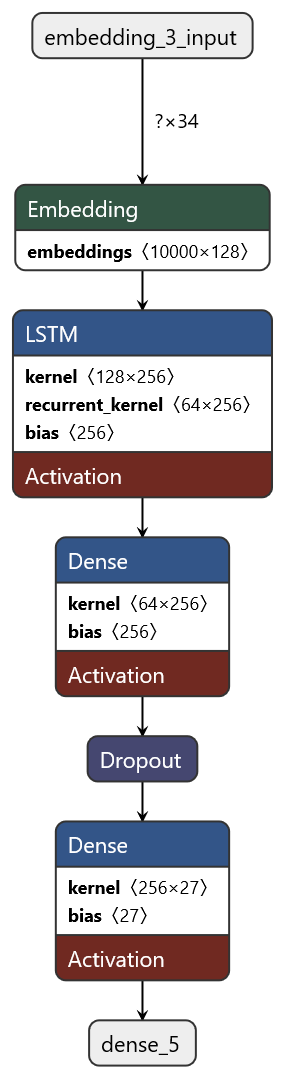 embedding_3_input
?×34
Embedding
embeddings〈10000×128〉
LSTM
kernel〈128×256〉
recurrent_kernel〈64×256〉
bias〈256〉
Activation
Dense
kernel〈64×256〉
bias〈256〉
Activation
Dropout
Dense
kernel〈256×27〉
bias〈27〉
Activation
dense_5